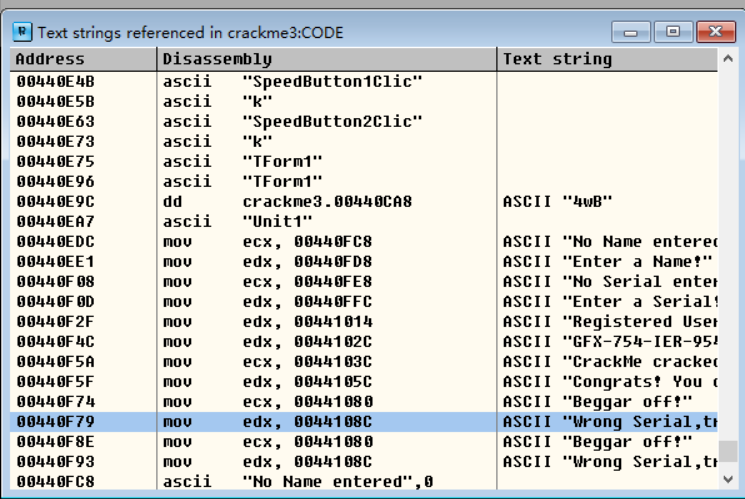 Text strings referenced in crackme3:CODE
Address Disassembly Text string
00440E4B ascii "SpeedButton1Clic"
00440E5B ascii "k"
00440E63 ascii "SpeedButton2Clic"
00440E73 ascii "k"
00440E75 ascii "TForm1"
00440E96 ascii "TForm1"
00440E9C dd crackme3.00440CA8 ASCII "4wB"
00440EA7 ascii "Unit1"
00440EDC mov ecx, 00440FC8 ASCII "No Name entered
00440EE1 mov edx, 00440FD8 ASCII "Enter a Name!"
00440F08 mov ecx, 00440FE8 ASCII "No Serial enter
00440F0D mov edx, 00440FFC ASCII "Enter a Serial!
00440F2F mov edx, 00441014 ASCII "Registered User
00440F4C mov edx, 0044102C ASCII "GFX-754-IER-954
00440F5A mov ecx, 0044103C ASCII "CrackMe cracked
00440F5F mov edx, 0044105C ASCII "Congrats! You c
00440F74 mov ecx, 00441080 ASCII "Beggar off!"
00440F79 mov edx, 0044108C ASCII "Wrong Serial,tr
00440F8E mov ecx, 00441080 ASCII "Beggar off!"
00440F93 mov edx, 0044108C ASCII "Wrong Serial,tr
00440FC8 ascii "No Name entered",0